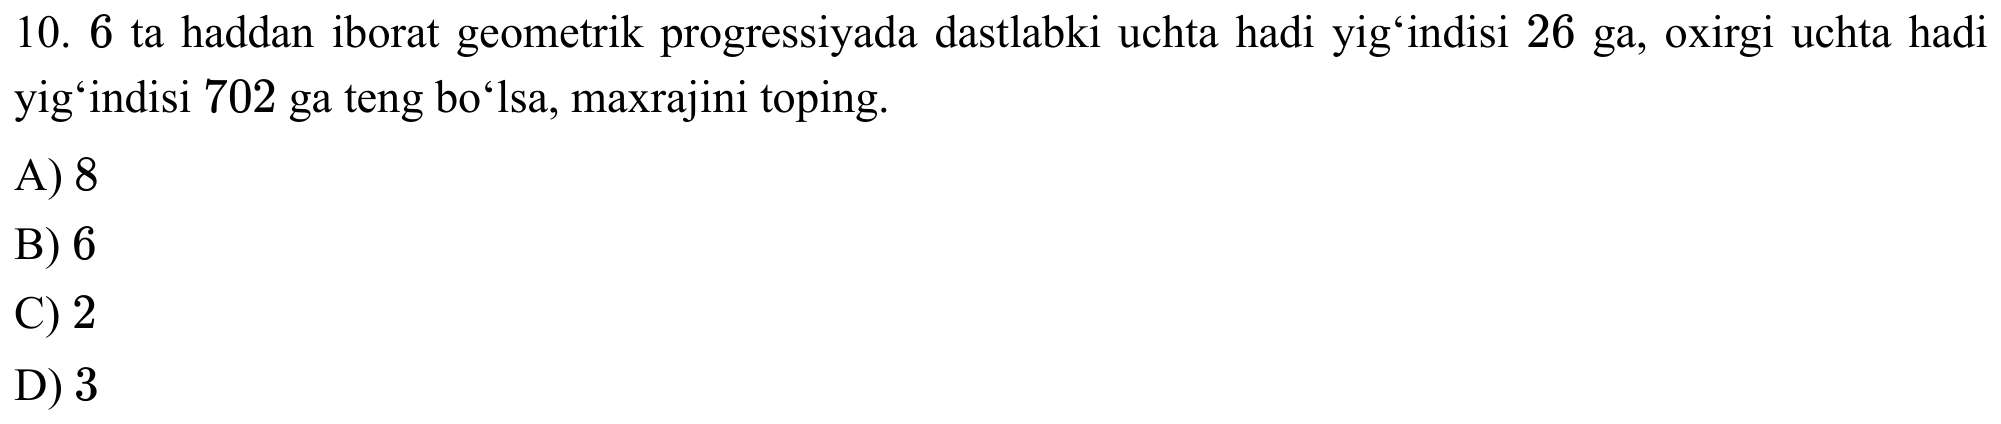 10. 6 ta haddan iborat geometrik progressiyada dastlabki uchta hadi yig‘indisi 26 ga, oxirgi uchta hadi
yig‘indisi 702 ga teng bo‘lsa, maxrajini toping.
A) 8
B) 6
C) 2
D) 3